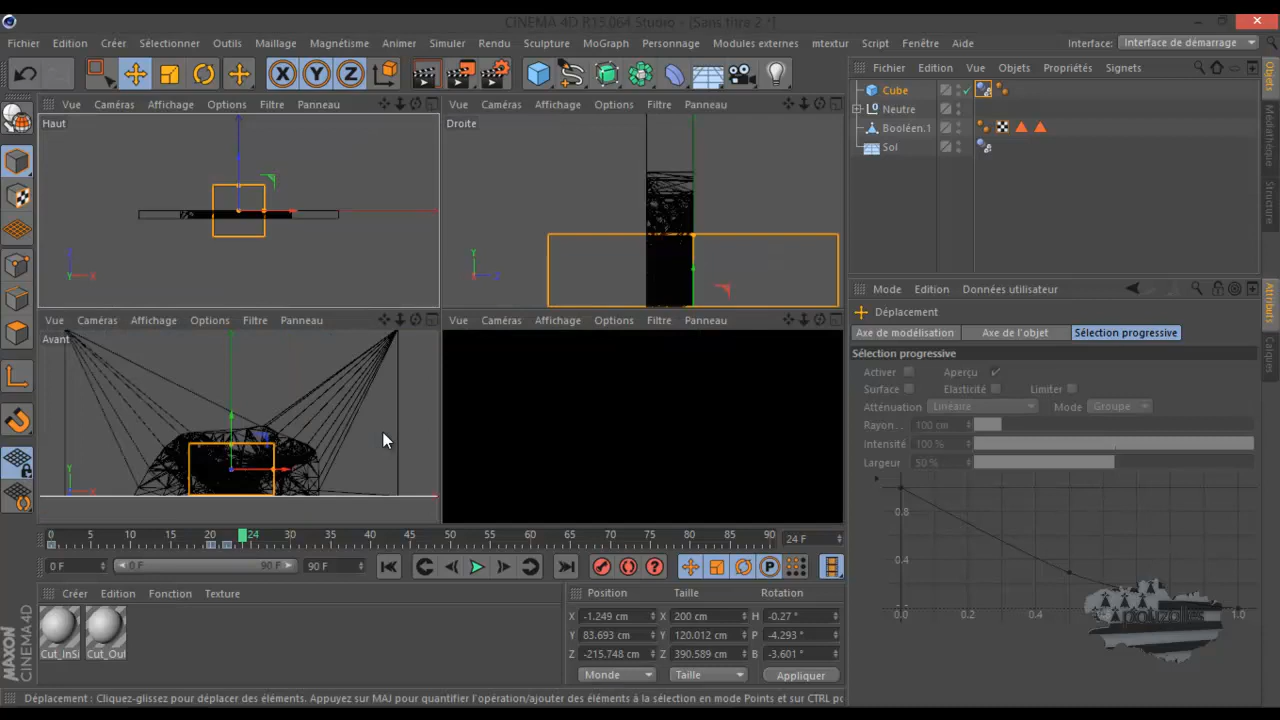 CINEMA 4D R15.064 Studio - [Sans titre 2 *]
Fichier Edition Créer Sélectionner Outils Maillage Magnétisme Animer Simuler Rendu Sculpture MoGraph Personnage Modules externes mtextur Script Fenêtre Aide Interface: Interface de démarrage
Vue Caméras Affichage Options Filtre Panneau
Haut
Y X
Vue Caméras Affichage Options Filtre Panneau
Droite
Y
Z
Vue Caméras Affichage Options Filtre Panneau
Avant
Y
Vue Caméras Affichage Options Filtre Panneau
Fichier Edition Vue Objets Propriétés Signets
Cube
Neutre
Booléen.1
Sol
Objets
Médiathèque
Structure
Mode Edition Données utilisateur
Déplacement
Axe de modélisation Axe de l'objet Sélection progressive
Sélection progressive
Activer Aperçu
Surface Elasticité Limiter
Atténuation Linéaire Mode Groupe
Rayon 100 cm
Intensité 100 %
Largeur 50 %
0.8
0.4
0.0 0.2 0.4 1.0
pouzolles
Attributs
Calques
0 5 10 15 20 24 30 35 40 45 50 55 60 65 70 75 80 85 90 24 F
0 F 0 F 90 F 90 F
Créer Edition Fonction Texture
Cut_InSi Cut_Out
Position Taille Rotation
X -1.249 cm X 200 cm H -0.27 °
Y 83.693 cm Y 120.012 cm P -4.293 °
Z -215.748 cm Z 390.589 cm B -3.601 °
Monde Taille Appliquer
MAXON CINEMA 4D
Déplacement : Cliquez-glissez pour déplacer des éléments. Appuyez sur MAJ pour quantifier l'opération/ajouter des éléments à la sélection en mode Points et sur CTRL po